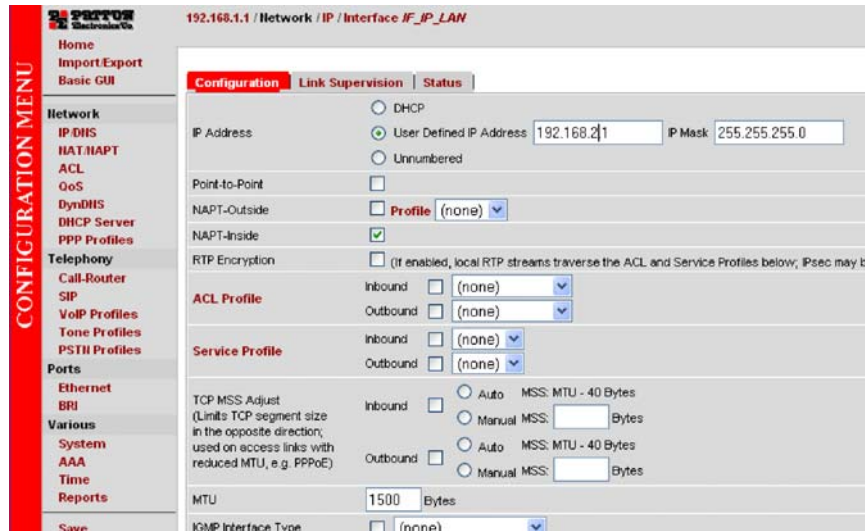 PATTON
Electronics Co.
192.168.1.1 / Network / IP / Interface IF_IP_LAN
CONFIGURATION MENU
Home
Import/Export
Basic GUI
Network
IP/DNS
NAT/NAPT
ACL
QoS
DynDNS
DHCP Server
PPP Profiles
Telephony
Call-Router
SIP
VoIP Profiles
Tone Profiles
PSTN Profiles
Ports
Ethernet
BRI
Various
System
AAA
Time
Reports
Save
Configuration Link Supervision Status
DHCP
IP Address User Defined IP Address 192.168.2.1 IP Mask 255.255.255.0
Unnumbered
Point-to-Point
NAPT-Outside Profile (none)
NAPT-Inside
RTP Encryption (If enabled, local RTP streams traverse the ACL and Service Profiles below; IPsec may b
ACL Profile Inbound (none)
Outbound (none)
Service Profile Inbound (none)
Outbound (none)
TCP MSS Adjust
(Limits TCP segment size
in the opposite direction;
used on access links with
reduced MTU, e.g. PPPoE)
Inbound Auto MSS: MTU - 40 Bytes
Manual MSS: Bytes
Outbound Auto MSS: MTU - 40 Bytes
Manual MSS: Bytes
MTU 1500 Bytes
IGMP Interface Type (none)